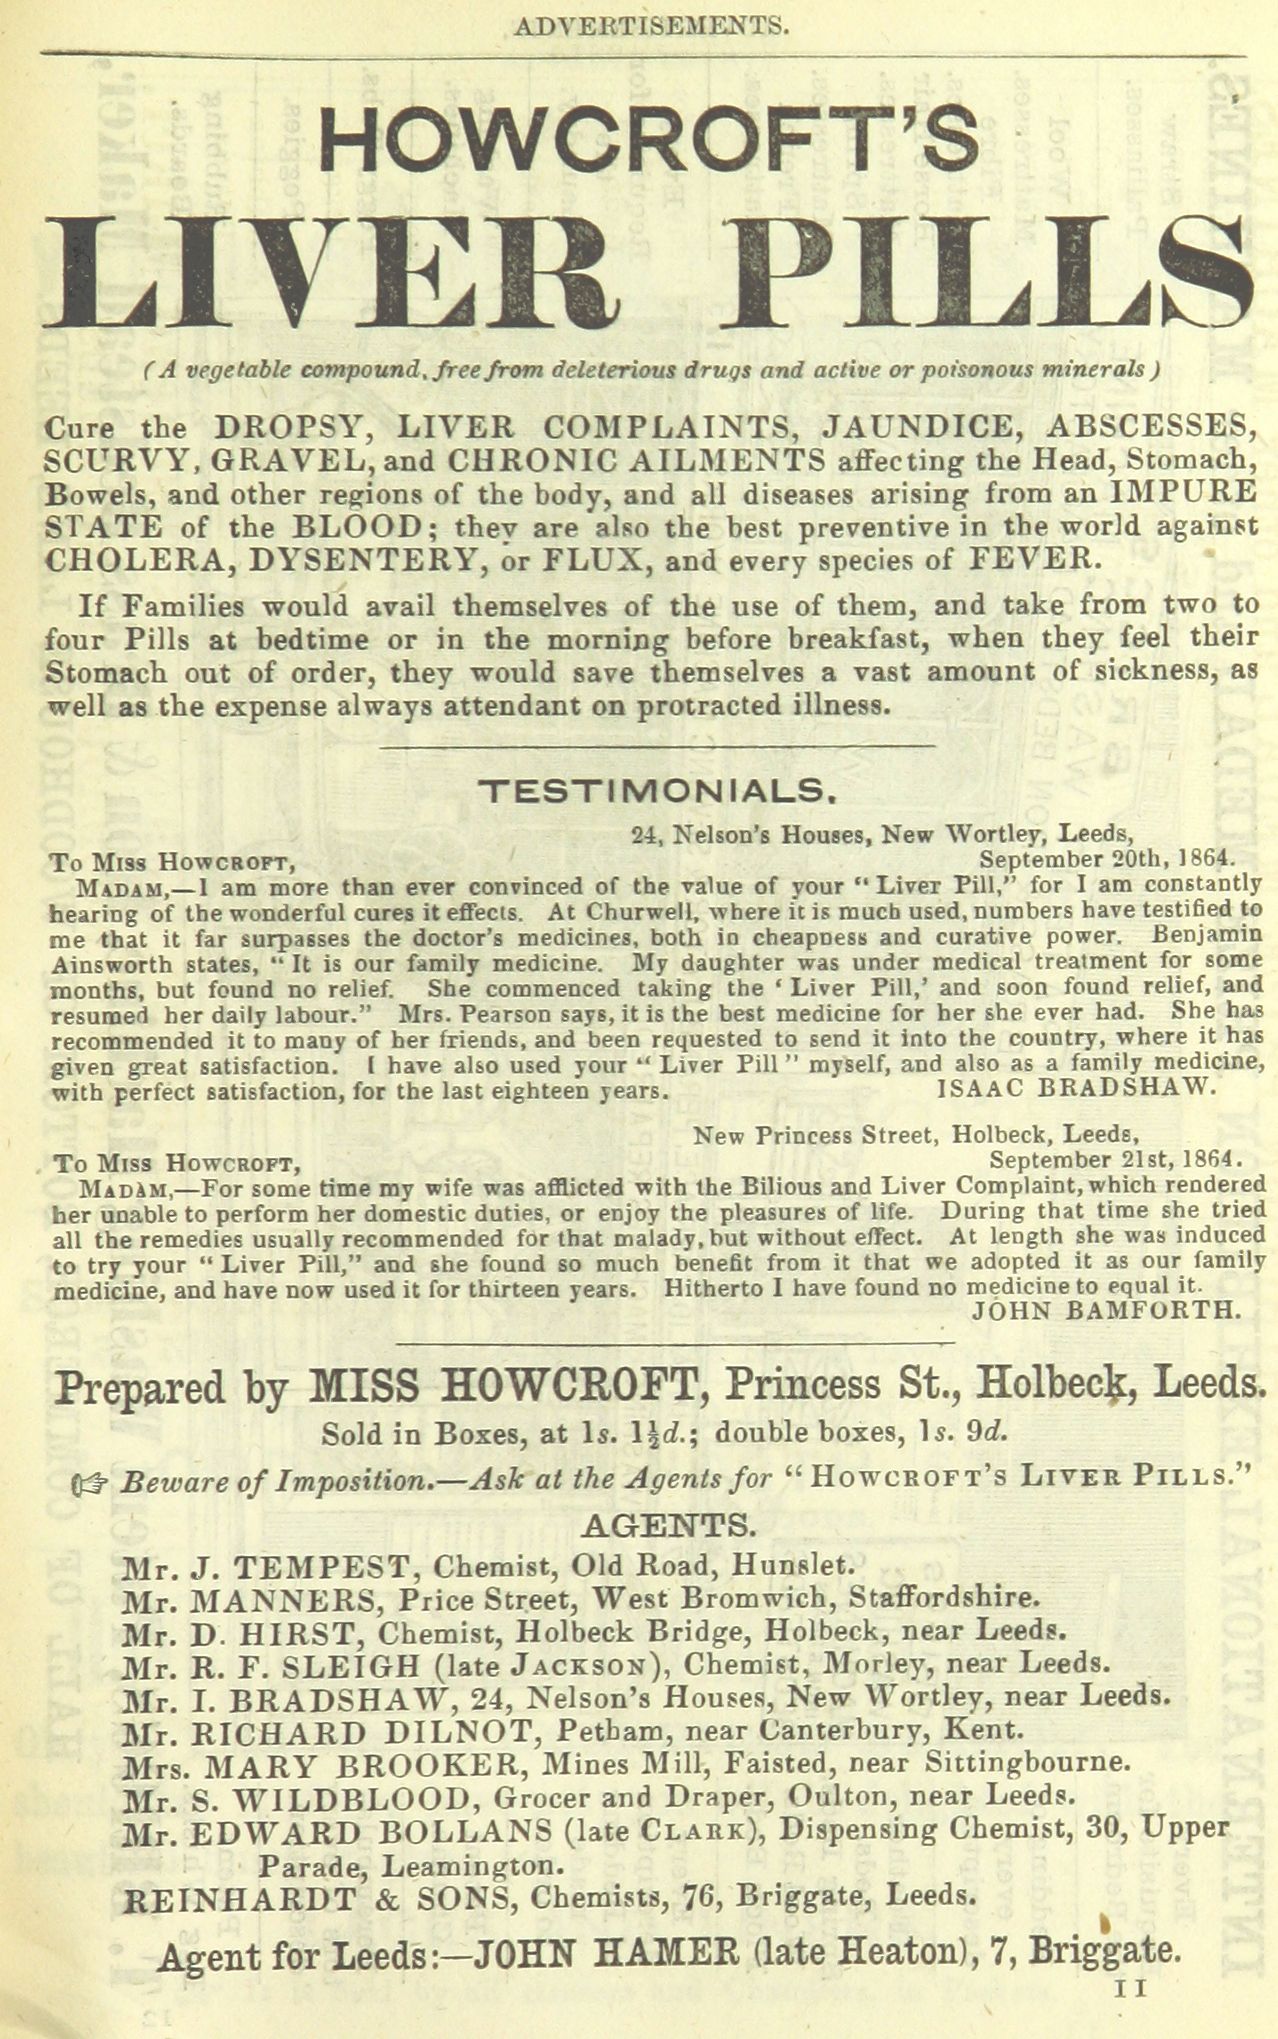 ADVERTISEMENTS.
HOWCROFT'S
LIVER PILLS
(A vegetable compound, free from deleterious drugs and active or poisonous minerals)
Cure the DROPSY, LIVER COMPLAINTS, JAUNDICE, ABSCESSES,
SCURVY, GRAVEL, and CHRONIC AILMENTS affecting the Head, Stomach,
Bowels, and other regions of the body, and all diseases arising from an IMPURE
STATE of the BLOOD; they are also the best preventive in the world against
CHOLERA, DYSENTERY, or FLUX, and every species of FEVER.
If Families would avail themselves of the use of them, and take from two to
four Pills at bedtime or in the morning before breakfast, when they feel their
Stomach out of order, they would save themselves a vast amount of sickness, as
well as the expense always attendant on protracted illness.
TESTIMONIALS.
24, Nelson's Houses, New Wortley, Leeds,
To Miss Howcroft, September 20th, 1864.
Madam,—I am more than ever convinced of the value of your "Liver Pill," for I am constantly
hearing of the wonderful cures it effects. At Churwell, where it is much used, numbers have testified to
me that it far surpasses the doctor's medicines, both in cheapness and curative power. Benjamin
Ainsworth states, "It is our family medicine. My daughter was under medical treatment for some
months, but found no relief. She commenced taking the 'Liver Pill,' and soon found relief, and
resumed her daily labour." Mrs. Pearson says, it is the best medicine for her she ever had. She has
recommended it to many of her friends, and been requested to send it into the country, where it has
given great satisfaction. I have also used your "Liver Pill" myself, and also as a family medicine,
with perfect satisfaction, for the last eighteen years. ISAAC BRADSHAW.
New Princess Street, Holbeck, Leeds,
To Miss Howcroft, September 21st, 1864.
Madam,—For some time my wife was afflicted with the Bilious and Liver Complaint, which rendered
her unable to perform her domestic duties, or enjoy the pleasures of life. During that time she tried
all the remedies usually recommended for that malady, but without effect. At length she was induced
to try your "Liver Pill," and she found so much benefit from it that we adopted it as our family
medicine, and have now used it for thirteen years. Hitherto I have found no medicine to equal it.
JOHN BAMFORTH.
Prepared by MISS HOWCROFT, Princess St., Holbeck, Leeds.
Sold in Boxes, at 1s. 1½d.; double boxes, 1s. 9d.
☞ Beware of Imposition.—Ask at the Agents for "Howcroft's Liver Pills."
AGENTS.
Mr. J. TEMPEST, Chemist, Old Road, Hunslet.
Mr. MANNERS, Price Street, West Bromwich, Staffordshire.
Mr. D. HIRST, Chemist, Holbeck Bridge, Holbeck, near Leeds.
Mr. R. F. SLEIGH (late Jackson), Chemist, Morley, near Leeds.
Mr. I. BRADSHAW, 24, Nelson's Houses, New Wortley, near Leeds.
Mr. RICHARD DILNOT, Petham, near Canterbury, Kent.
Mrs. MARY BROOKER, Mines Mill, Faisted, near Sittingbourne.
Mr. S. WILDBLOOD, Grocer and Draper, Oulton, near Leeds.
Mr. EDWARD BOLLANS (late Clark), Dispensing Chemist, 30, Upper
Parade, Leamington.
REINHARDT & SONS, Chemists, 76, Briggate, Leeds.
Agent for Leeds:—JOHN HAMER (late Heaton), 7, Briggate.
11